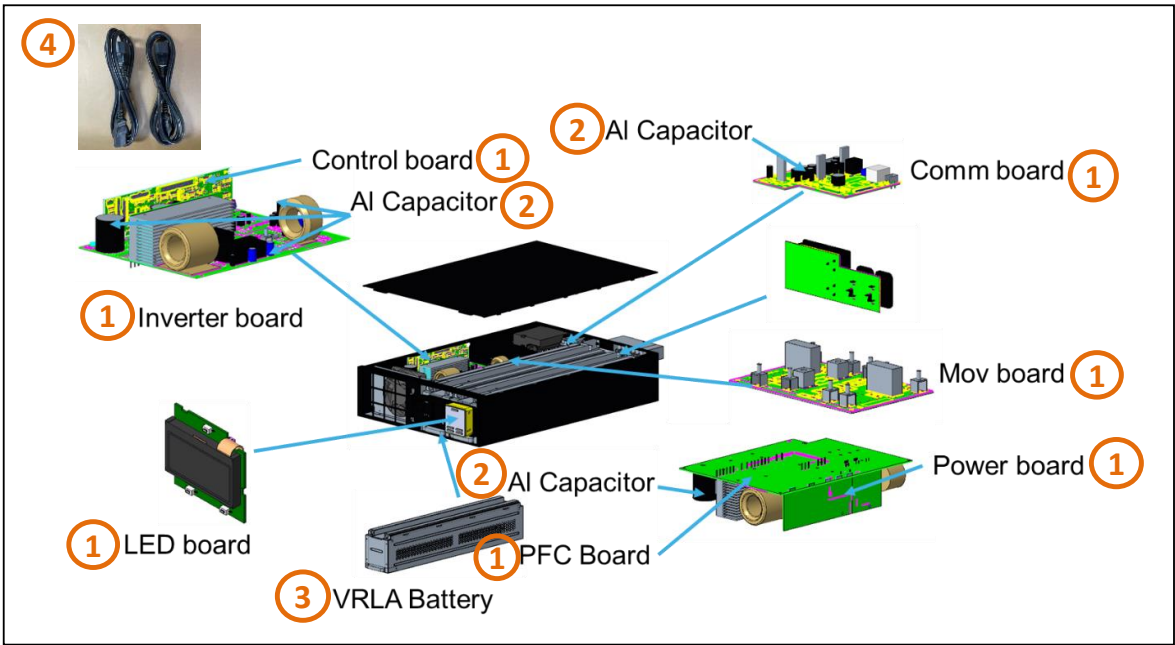 4
2 Al Capacitor
Control board 1
Comm board 1
Al Capacitor 2
1 Inverter board
Mov board 1
2
Al Capacitor
Power board 1
1 LED board
1 PFC Board
3 VRLA Battery